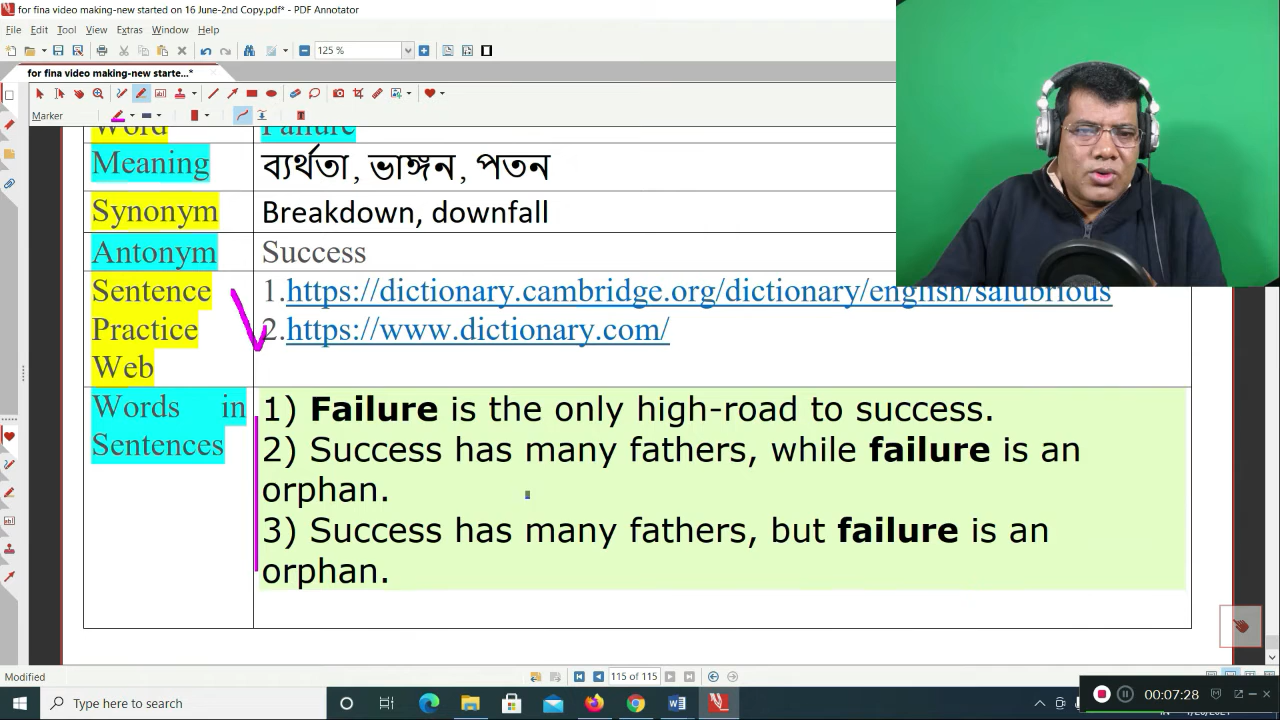 for fina video making-new started on 16 June-2nd Copy.pdf* - PDF Annotator
File Edit Tool View Extras Window Help
125 %
for fina video making-new starte...*
Marker
Word Failure
Meaning ব্যর্থতা, ভাঙ্গন, পতন
Synonym Breakdown, downfall
Antonym Success
Sentence 1.https://dictionary.cambridge.org/dictionary/english/salubrious
Practice 2.https://www.dictionary.com/
Web
Words in 1) Failure is the only high-road to success.
Sentences 2) Success has many fathers, while failure is an
orphan.
3) Success has many fathers, but failure is an
orphan.
Modified 115 of 115
Type here to search
00:07:28